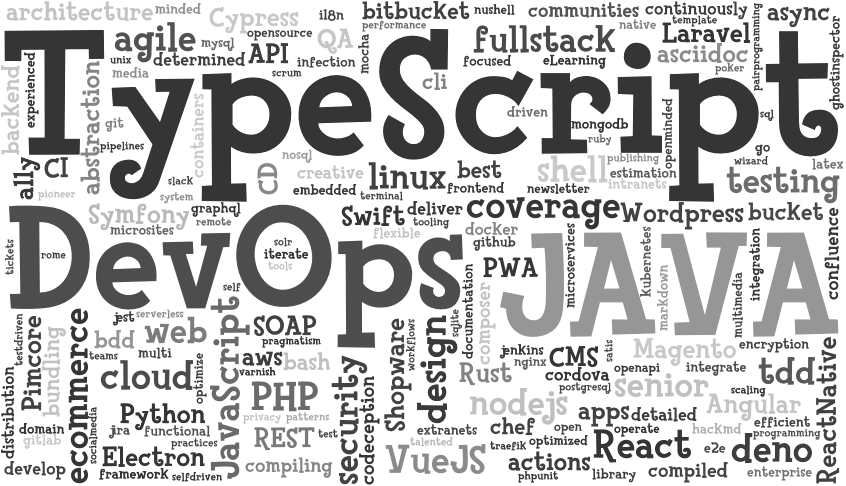 architecture
minded
Cypress
il8n
bitbucket
nushell
communities
continuously
template
async
agile
mysql
opensource
QA
performance
fullstack
native
Laravel
pairprogramming
ghostinspector
unix
determined
API
infection
mocha
focused
eLearning
asciidoc
poker
media
scrum
cli
TypeScript
backend
experienced
abstraction
git
containers
driven
mongodb
ruby
openminded
sql
pipelines
nosql
go
ally
CI
slack
CD
creative
linux
best
shell
publishing
estimation
wizard
latex
pioneer
system
embedded
terminal
frontend
newsletter
intranets
testing
Symfony
graphql
remote
Swift
deliver
tooling
coverage
Wordpress
bucket
microsites
flexible
docker
github
confluence
DevOps
tickets
rome
solr
iterate
tools
JAVA
PWA
microservices
kubernetes
markdown
multimedia
integration
self
documentation
composer
sqlite
testdriven
Pimcore
bundling
jest
serverless
bdd
web
teams
multi
JavaScript
SOAP
pragmatism
Shopware
workflows
design
jenkins
nginx
CMS
satis
Magento
encryption
ecommerce
cloud
optimize
aws
varnish
bash
security
Rust
cordova
postgresql
openapi
integrate
tdd
ReactNative
senior
scaling
distribution
Python
PHP
privacy
patterns
codeception
nodejs
apps
detailed
Angular
domain
gitlab
socialmedia
jira
functional
practices
REST
test
extranets
chef
open
operate
hackmd
efficient
programming
develop
Electron
framework
selfdriven
compiling
talented
VueJS
traefik
optimized
actions
phpunit
React
library
e2e
compiled
deno
enterprise